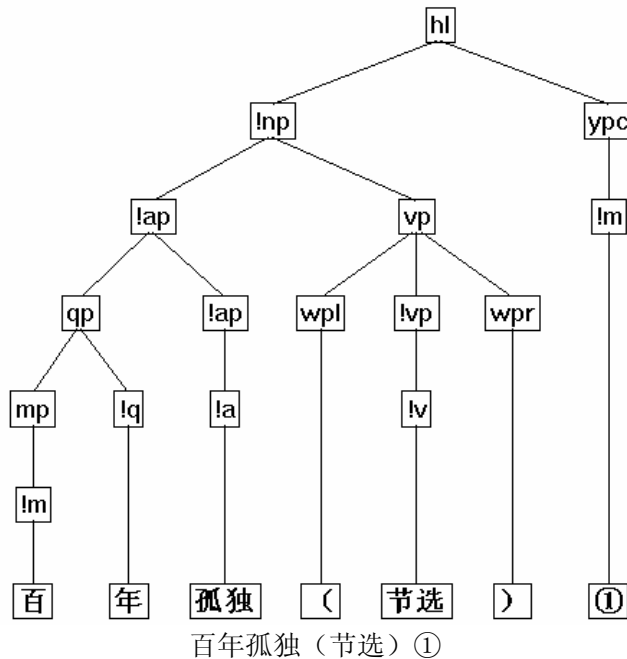 hl
!np ypc
!ap vp !m
qp !ap wpl !vp wpr
mp !q !a !v
!m
百 年 孤独 （ 节选 ） ①
百年孤独（节选）①